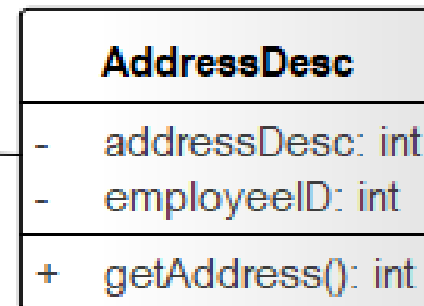 AddressDesc
- addressDesc: int
- employeeID: int
+ getAddress(): int